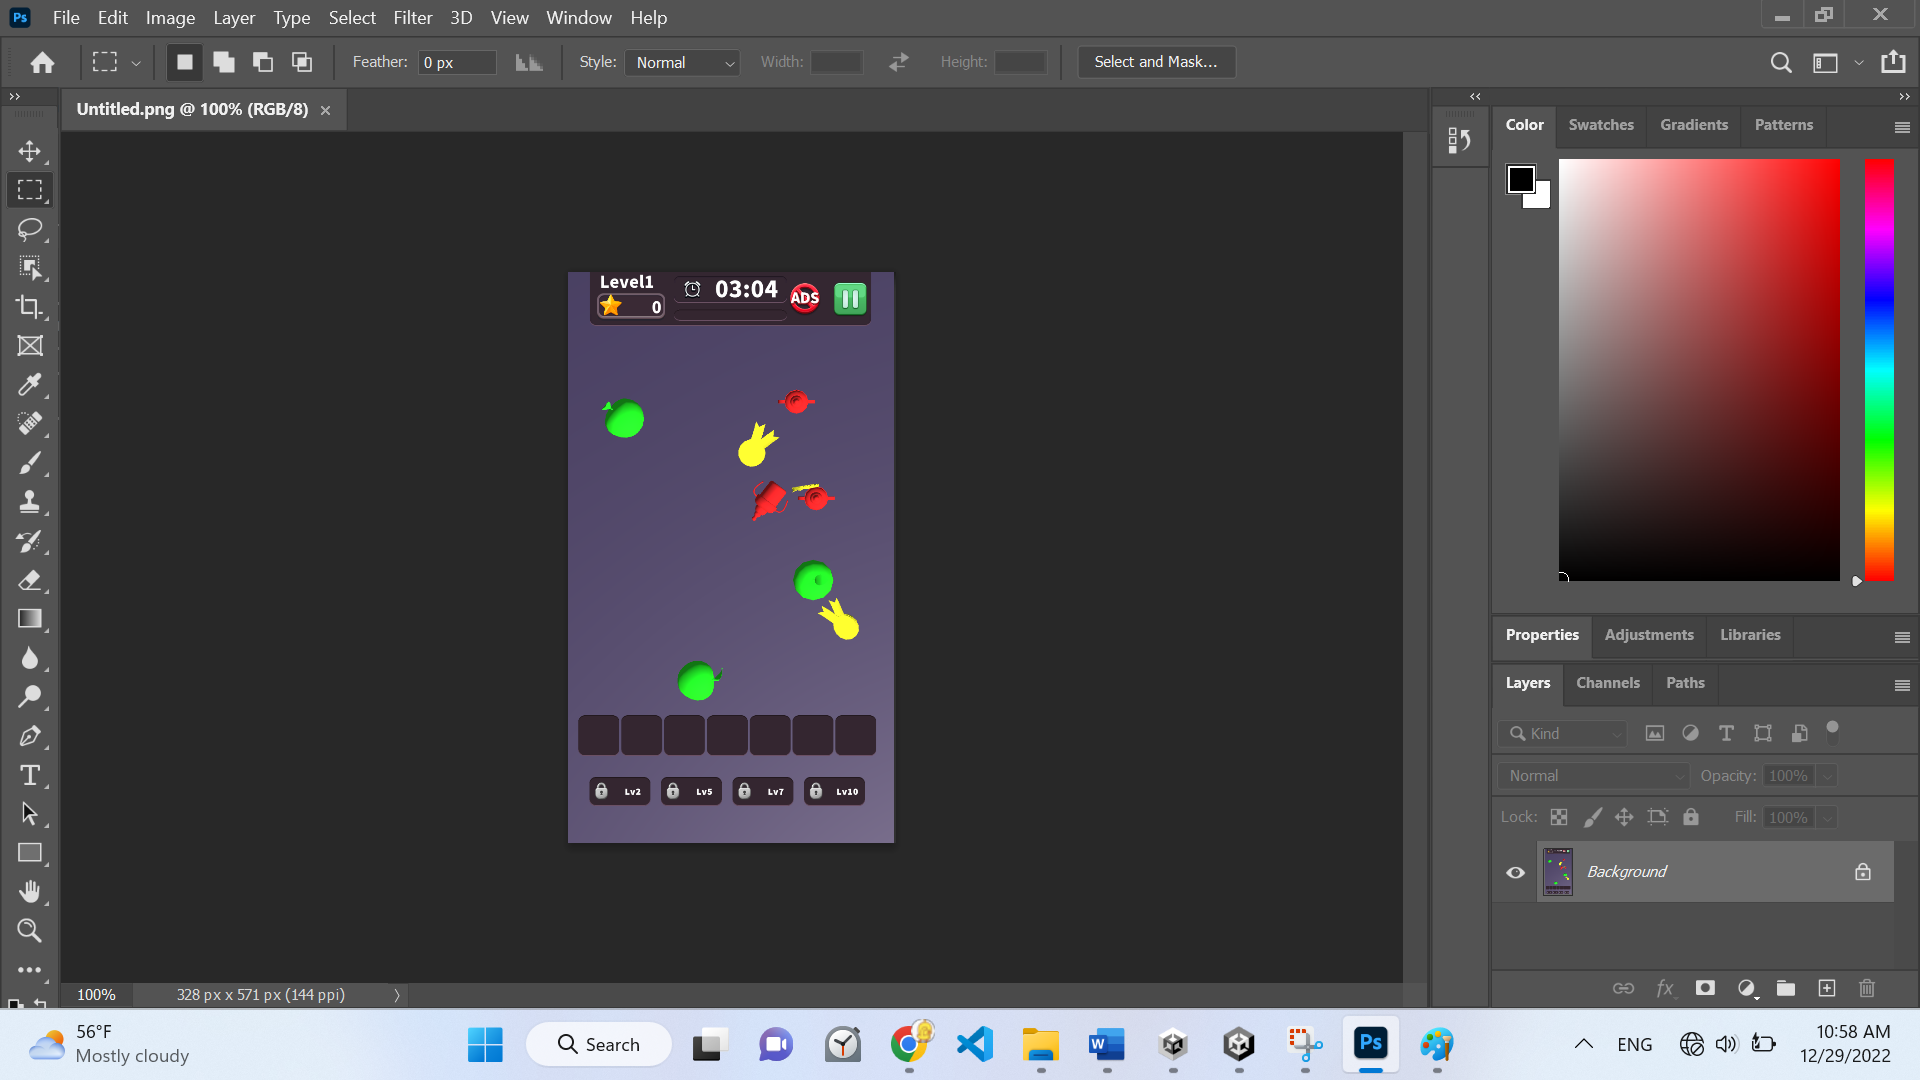 Ps File Edit Image Layer Type Select Filter 3D View Window Help
Feather: 0 px Style: Normal Width: Height: Select and Mask...
Untitled.png @ 100% (RGB/8)
Color Swatches Gradients Patterns
Level1
0
03:04
ADS
Lv2 Lv5 Lv7 Lv10
Properties Adjustments Libraries
Layers Channels Paths
Kind
Normal Opacity: 100%
Lock: Fill: 100%
Background
fx
100% 328 px x 571 px (144 ppi)
56°F
Mostly cloudy
Search
W
Ps
ENG
10:58 AM
12/29/2022